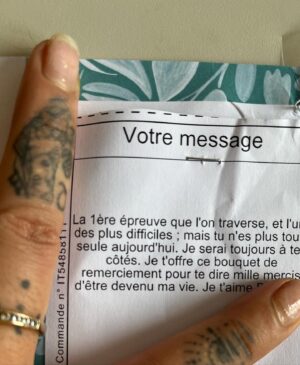 Votre message
La 1ère épreuve que l'on traverse, et l'u
des plus difficiles ; mais tu n'es plus tou
seule aujourd'hui. Je serai toujours à te
côtés. Je t'offre ce bouquet de
remerciement pour te dire mille mercis
d'être devenu ma vie. Je t'aime
Commande n° IT5485811